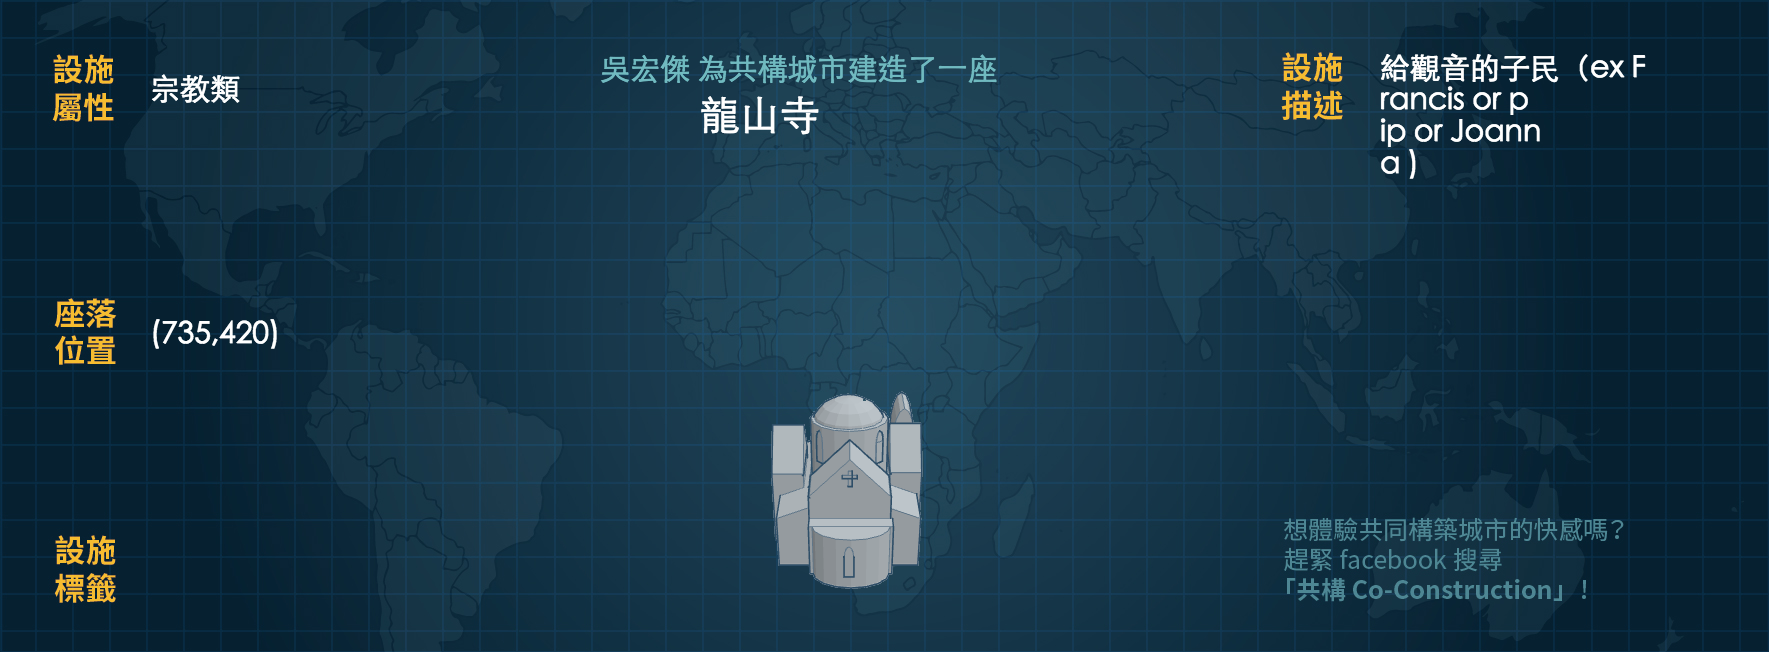 設施
屬性
宗教類
吳宏傑 為共構城市建造了一座
龍山寺
設施
描述
給觀音的子民（ex F
rancis or p
ip or Joann
a )
座落
位置
(735,420)
設施
標籤
想體驗共同構築城市的快感嗎?
趕緊 facebook 搜尋
「共構 Co-Construction」!